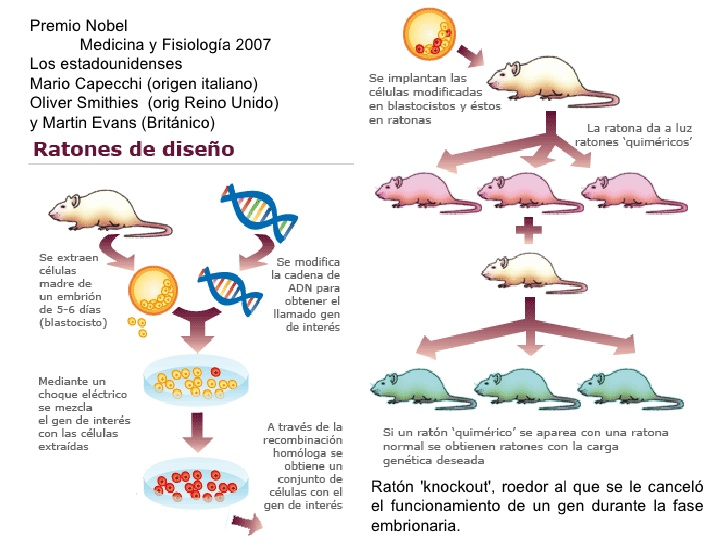 Premio Nobel
Medicina y Fisiología 2007
Los estadounidenses
Mario Capecchi (origen italiano)
Oliver Smithies (orig Reino Unido)
y Martin Evans (Británico)
Ratones de diseño
Se extraen
células
madre de
un embrión
de 5-6 días
(blastocisto)
Se modifica
la cadena de
ADN para
obtener el
llamado gen
de interés
Mediante un
choque eléctrico
se mezcla
el gen de interés
con las células
extraídas
A través de la
recombinación
homóloga se
obtiene un
conjunto de
células con el
gen de interés
Se implantan las
células modificadas
en blastocistos y éstos
en ratonas
La ratona da a luz
ratones ‘quiméricos’
Si un ratón ‘quimérico’ se aparea con una ratona
normal se obtienen ratones con la carga
genética deseada
Ratón 'knockout', roedor al que se le canceló
el funcionamiento de un gen durante la fase
embrionaria.